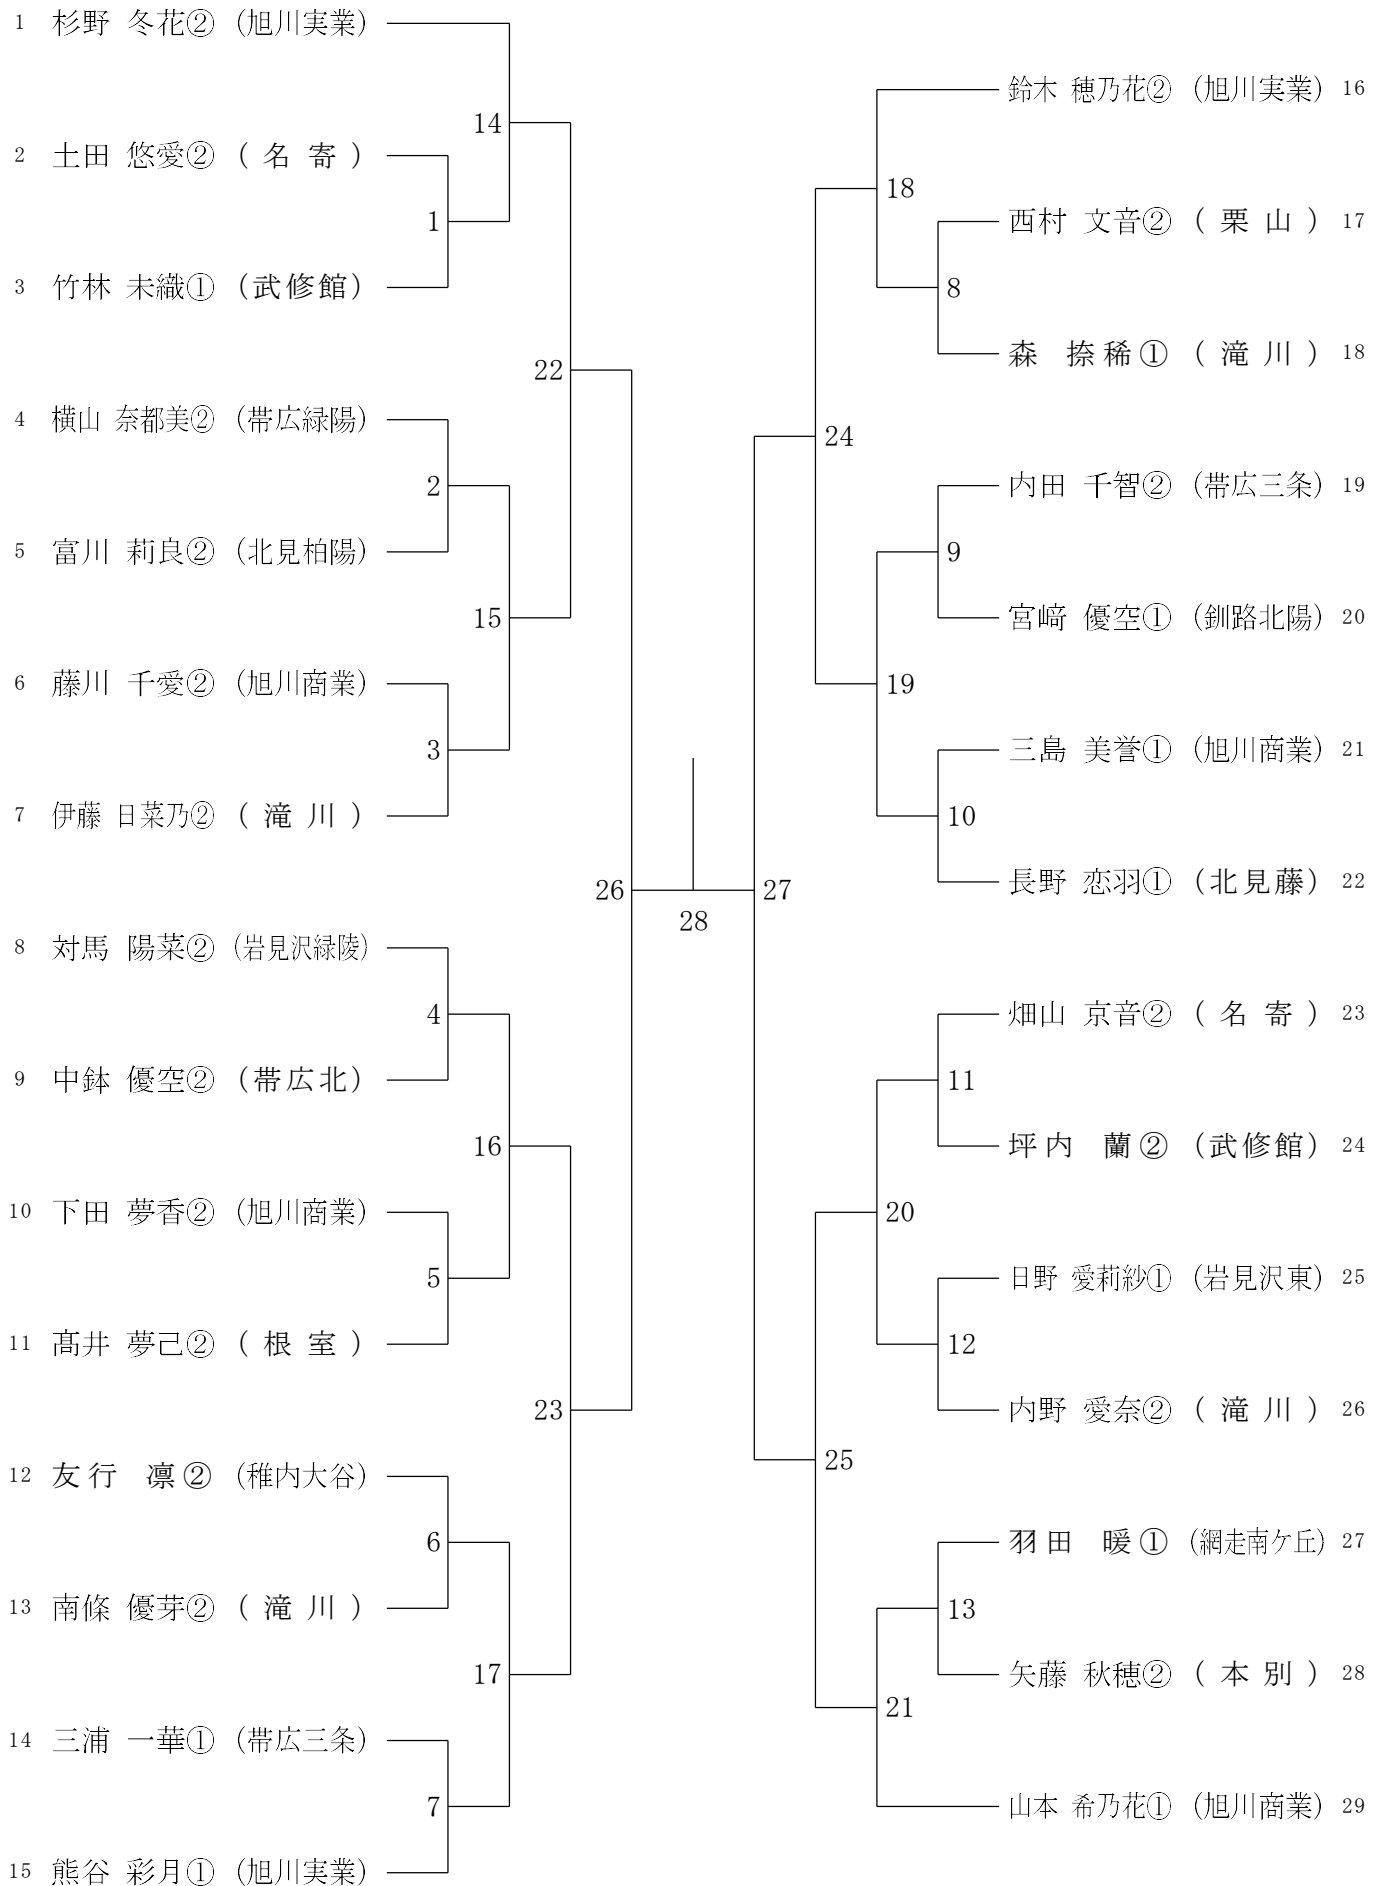 1 杉野 冬花② (旭川実業)
2 土田 悠愛② ( 名 寄 )
3 竹林 未織① (武修館)
4 横山 奈都美② (帯広緑陽)
5 富川 莉良② (北見柏陽)
6 藤川 千愛② (旭川商業)
7 伊藤 日菜乃② ( 滝 川 )
8 対馬 陽菜② (岩見沢緑陵)
9 中鉢 優空② (帯広北)
10 下田 夢香② (旭川商業)
11 髙井 夢己② ( 根 室 )
12 友行 凛② (稚内大谷)
13 南條 優芽② ( 滝 川 )
14 三浦 一華① (帯広三条)
15 熊谷 彩月① (旭川実業)
14
1
22
2
15
3
26
4
16
5
23
6
17
7
28
27
18
8
24
9
19
10
11
20
12
25
13
21
鈴木 穂乃花② (旭川実業) 16
西村 文音② ( 栗 山 ) 17
森 捺稀① ( 滝 川 ) 18
内田 千智② (帯広三条) 19
宮﨑 優空① (釧路北陽) 20
三島 美誉① (旭川商業) 21
長野 恋羽① (北見藤) 22
畑山 京音② ( 名 寄 ) 23
坪内 蘭② (武修館) 24
日野 愛莉紗① (岩見沢東) 25
内野 愛奈② ( 滝 川 ) 26
羽田 暖① (網走南ケ丘) 27
矢藤 秋穂② ( 本 別 ) 28
山本 希乃花① (旭川商業) 29